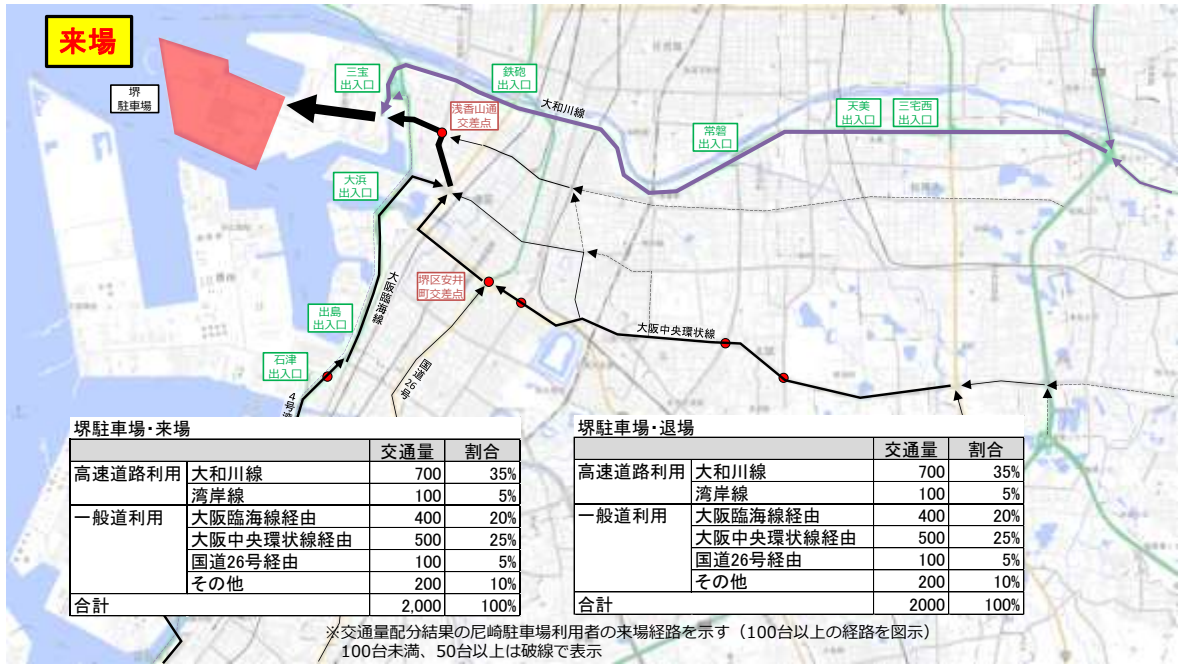 来場
堺
駐車場
三宝
出入口
鉄砲
出入口
浅香山通
交差点
大和川線
天美
出入口
三宅西
出入口
常磐
出入口
大浜
出入口
大阪臨海線
堺区安井
町交差点
出島
出入口
大阪中央環状線
石津
出入口
国道26号
4号湾
堺駐車場・来場
交通量 割合
高速道路利用 大和川線 700 35%
湾岸線 100 5%
一般道利用 大阪臨海線経由 400 20%
大阪中央環状線経由 500 25%
国道26号経由 100 5%
その他 200 10%
合計 2,000 100%
堺駐車場・退場
交通量 割合
高速道路利用 大和川線 700 35%
湾岸線 100 5%
一般道利用 大阪臨海線経由 400 20%
大阪中央環状線経由 500 25%
国道26号経由 100 5%
その他 200 10%
合計 2000 100%
※交通量配分結果の尼崎駐車場利用者の来場経路を示す（100台以上の経路を図示）
100台未満、50台以上は破線で表示